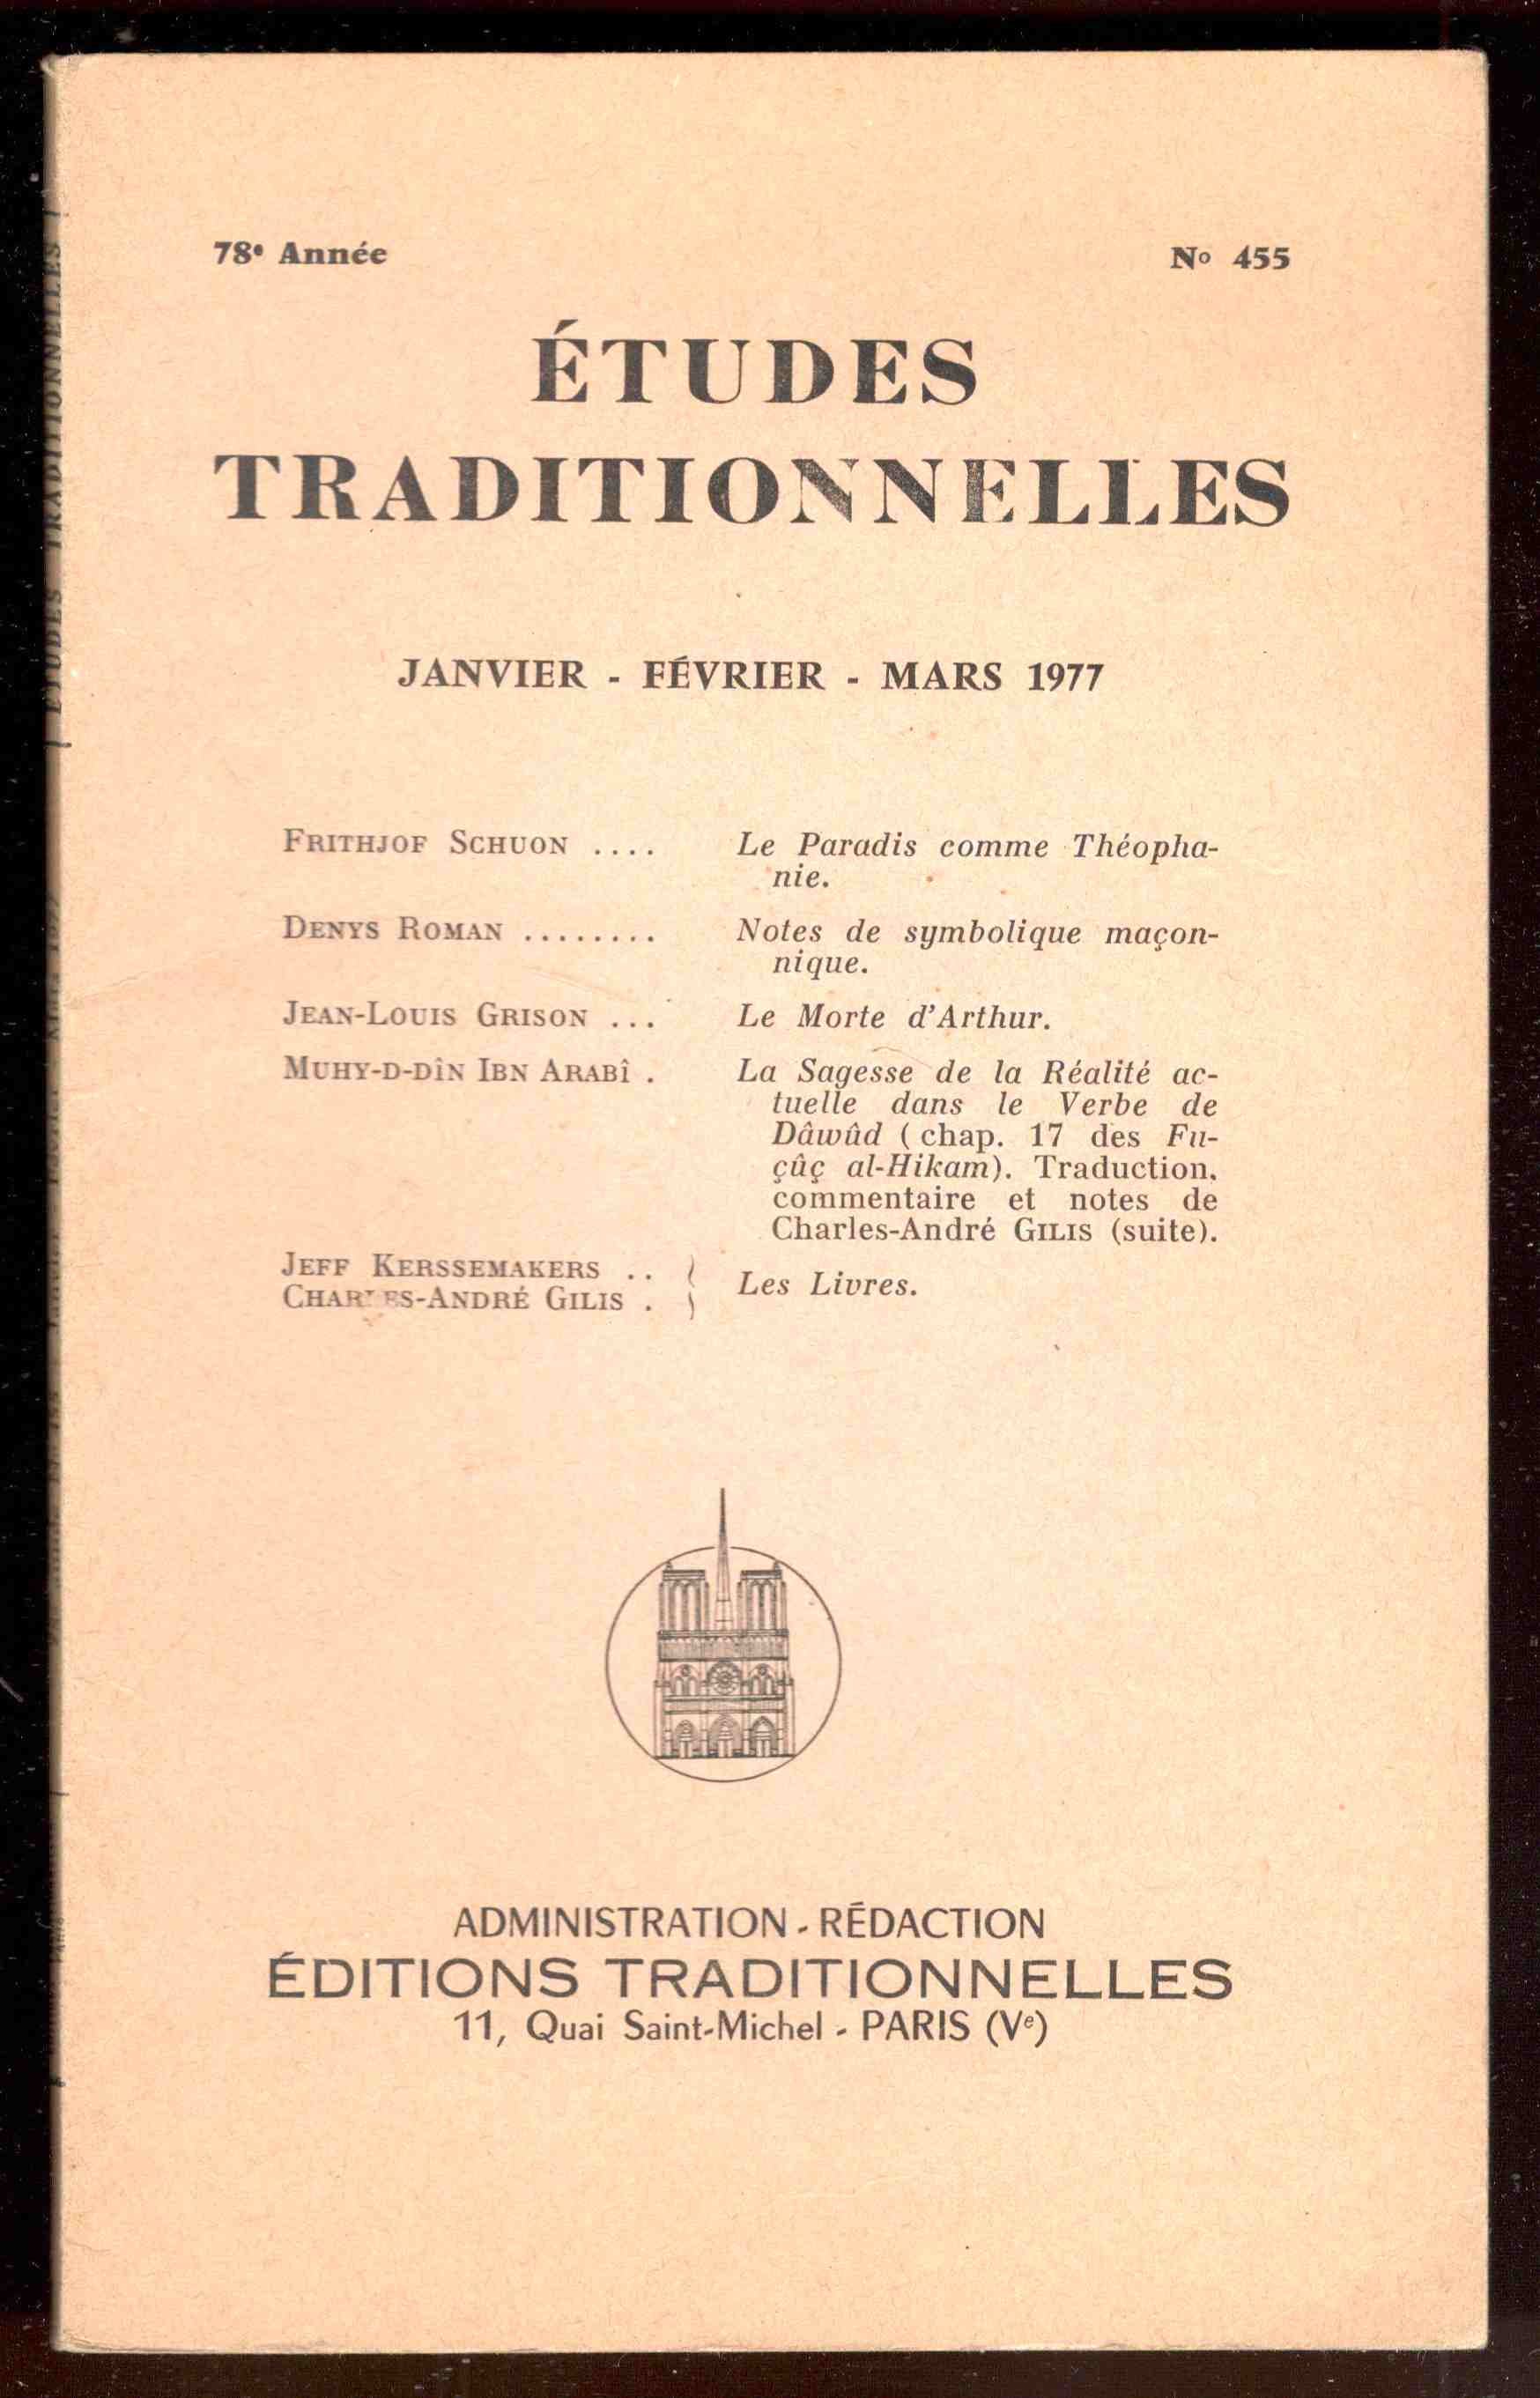 78e Année
No 455
ÉTUDES
TRADITIONNELLES
JANVIER - FÉVRIER - MARS 1977
FRITHJOF SCHUON .... Le Paradis comme Théopha-
nie.
DENYS ROMAN ........ Notes de symbolique maçon-
nique.
JEAN-LOUIS GRISON ... Le Morte d'Arthur.
MUHY-D-DÎN IBN ARABÎ . La Sagesse de la Réalité ac-
tuelle dans le Verbe de
Dâwûd (chap. 17 des Fu-
çûç al-Hikam). Traduction,
commentaire et notes de
Charles-André GILIS (suite).
JEFF KERSSEMAKERS ..
CHARLES-ANDRÉ GILIS .
Les Livres.
ADMINISTRATION - RÉDACTION
ÉDITIONS TRADITIONNELLES
11, Quai Saint-Michel - PARIS (Ve)
ÉTUDES TRADITIONNELLES